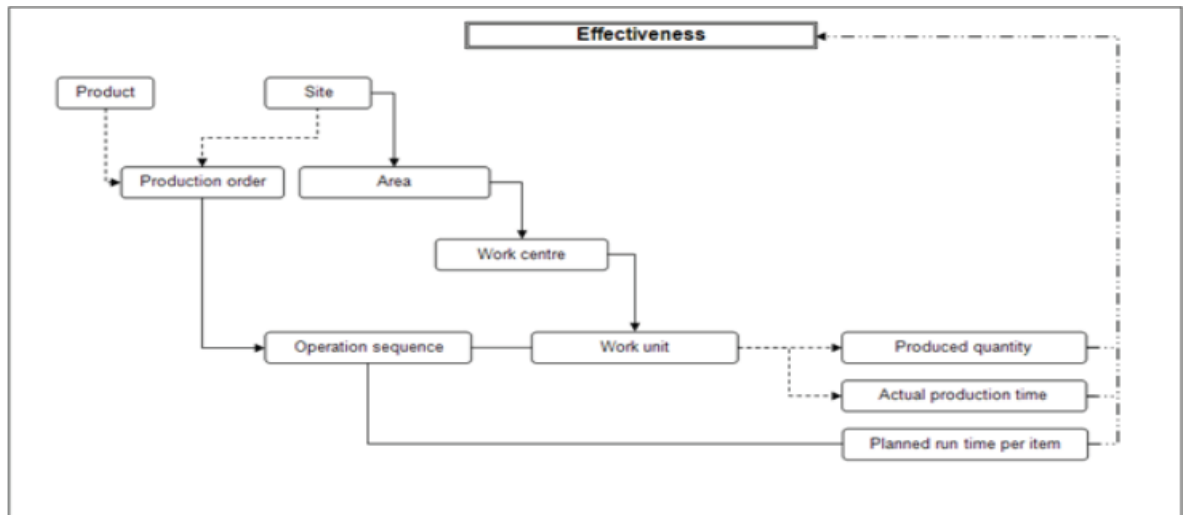 Effectiveness
Product
Site
Production order
Area
Work centre
Operation sequence
Work unit
Produced quantity
Actual production time
Planned run time per item